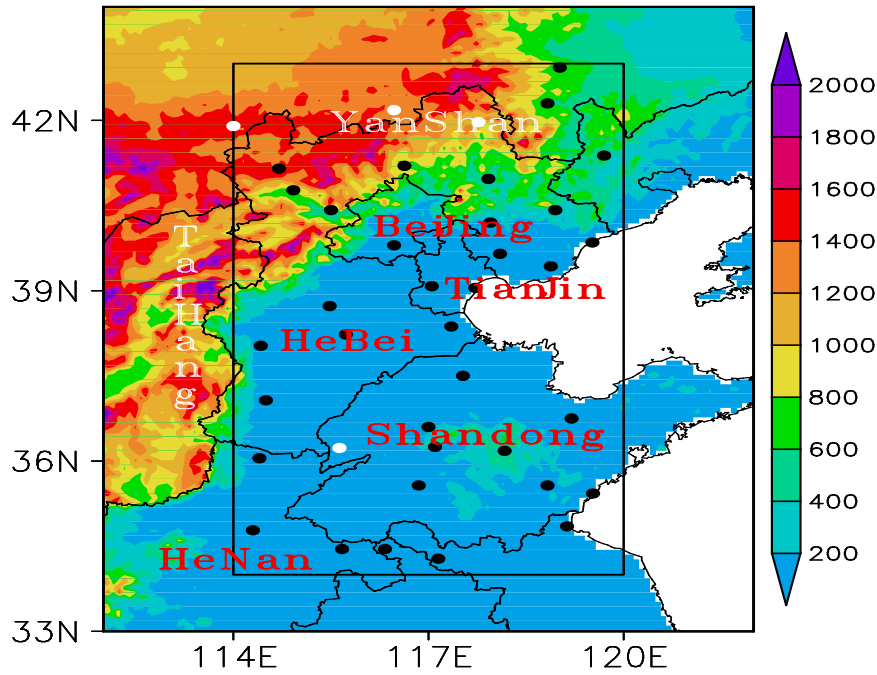 42N
39N
36N
33N
114E
117E
120E
YanShan
TaiHang
BeiJing
TianJin
HeBei
Shandong
HeNan
2000
1800
1600
1400
1200
1000
800
600
400
200